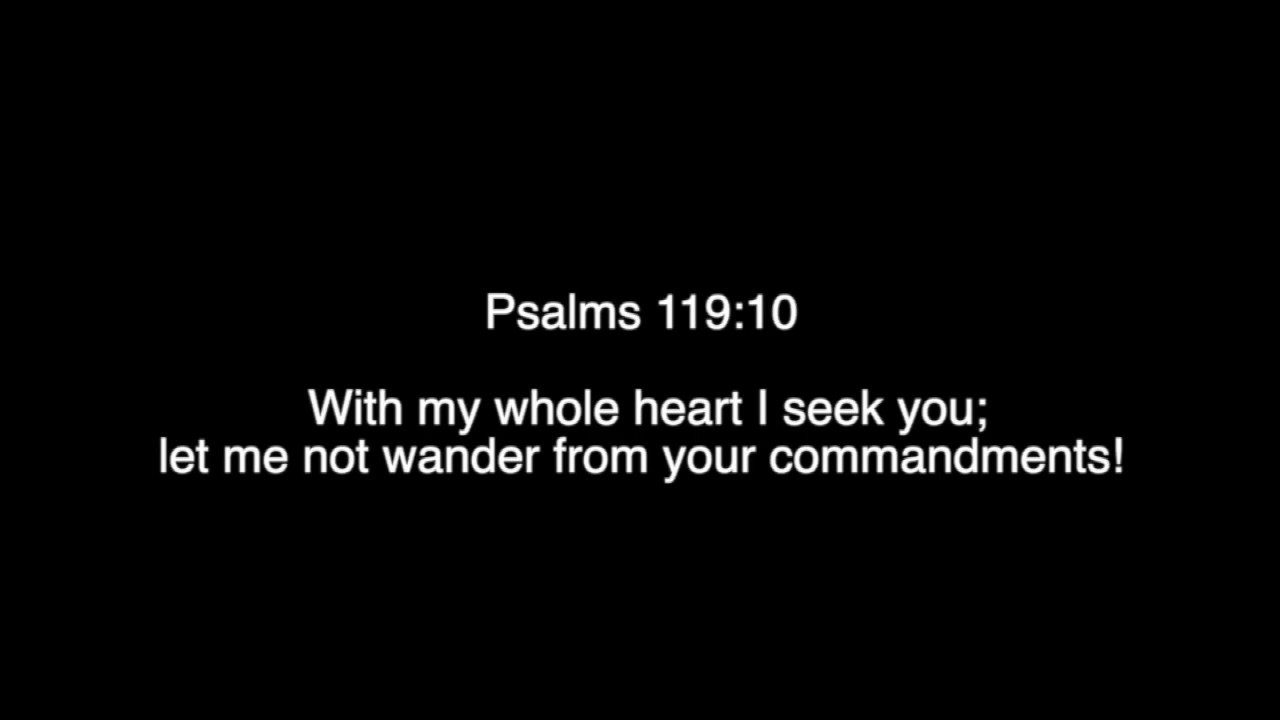 Psalms 119:10
With my whole heart I seek you;
let me not wander from your commandments!